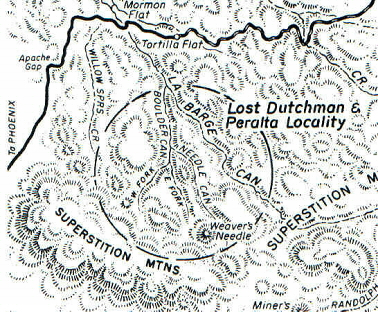 Mormon
Flat
Tortilla Flat
Apache
Gap
To PHOENIX
WILLOW SPRS
CR
LA BARGE
CAN
BOULDER CAN
NEEDLE CAN
Lost Dutchman &
Peralta Locality
CR.
E. FORK
FORK
Weaver's
Needle
SUPERSTITION MTNS
SUPERSTITION M
Miner's
RANDOLPH